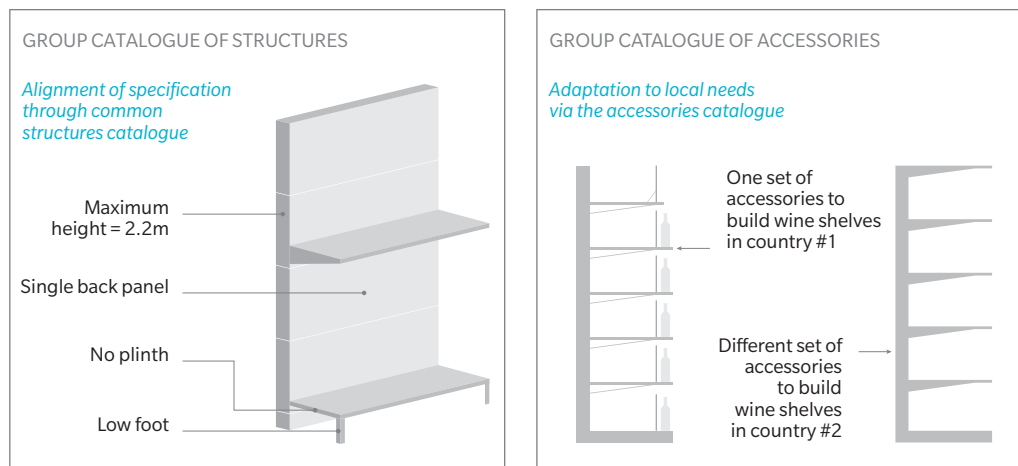 GROUP CATALOGUE OF STRUCTURES
Alignment of specification
through common
structures catalogue
Maximum
height = 2.2m
Single back panel
No plinth
Low foot
GROUP CATALOGUE OF ACCESSORIES
Adaptation to local needs
via the accessories catalogue
One set of
accessories to
build wine shelves
in country #1
Different set of
accessories
to build
wine shelves
in country #2